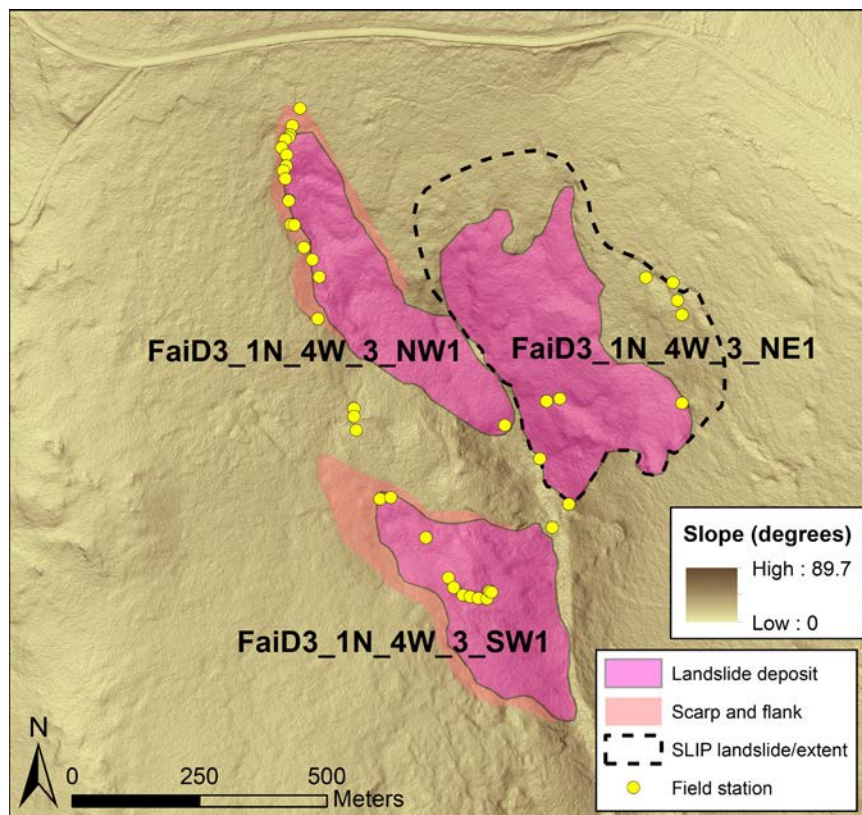 FaiD3_1N_4W_3_NW1
FaiD3_1N_4W_3_NE1
FaiD3_1N_4W_3_SW1
Slope (degrees)
High : 89.7
Low : 0
Landslide deposit
Scarp and flank
SLIP landslide/extent
Field station
N
0 250 500
Meters